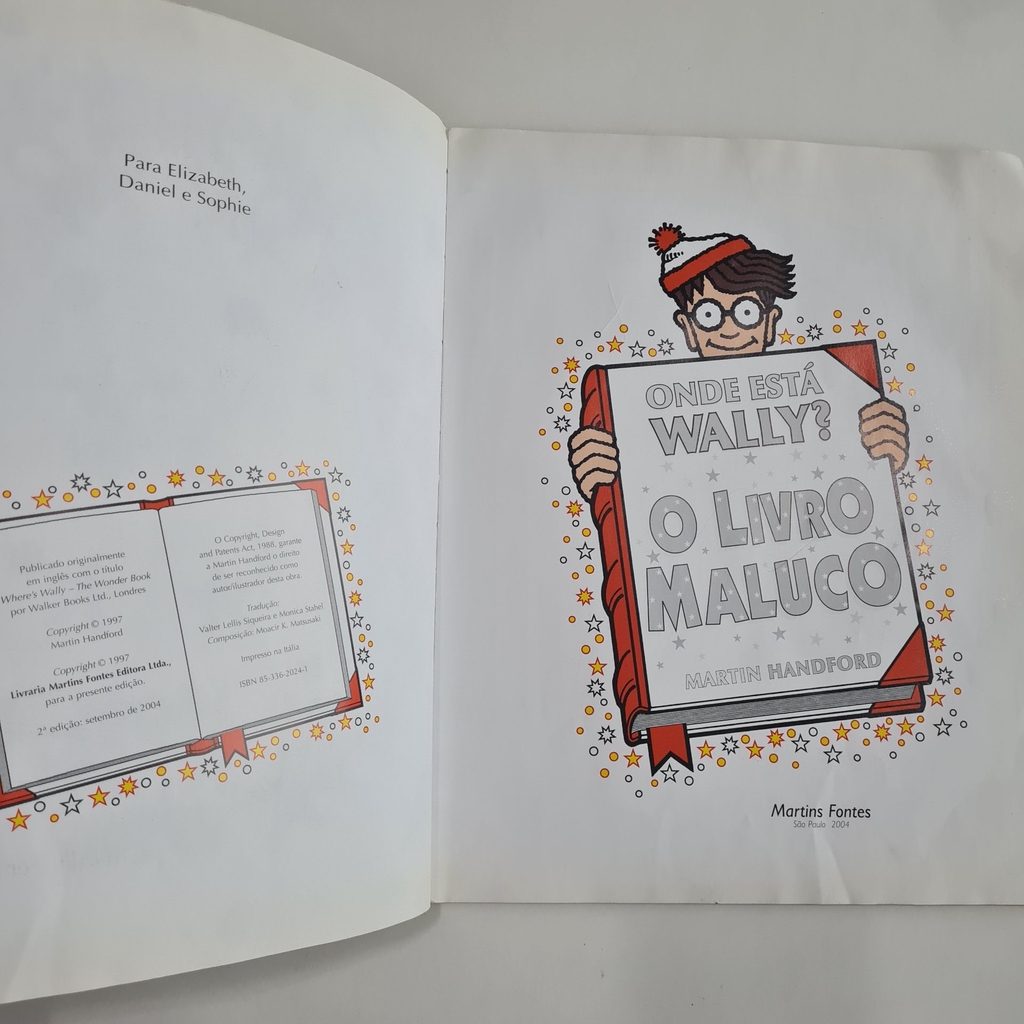 Para Elizabeth,
Daniel e Sophie
Publicado originalmente
em inglês com o título
Where's Wally – The Wonder Book
por Walker Books Ltd., Londres
Copyright © 1997
Martin Handford
Copyright © 1997
Livraria Martins Fontes Editora Ltda.,
para a presente edição.
2ª edição: setembro de 2004
O Copyright, Design
and Patents Act, 1988, garante
a Martin Handford o direito
de ser reconhecido como
autor/ilustrador desta obra.
Tradução:
Valter Lellis Siqueira e Monica Stahel
Composição: Moacir K. Matsusaki
Impresso na Itália
ISBN 85-336-2024-1
ONDE ESTÁ
WALLY?
O LIVRO
MALUCO
MARTIN HANDFORD
Martins Fontes
São Paulo 2004